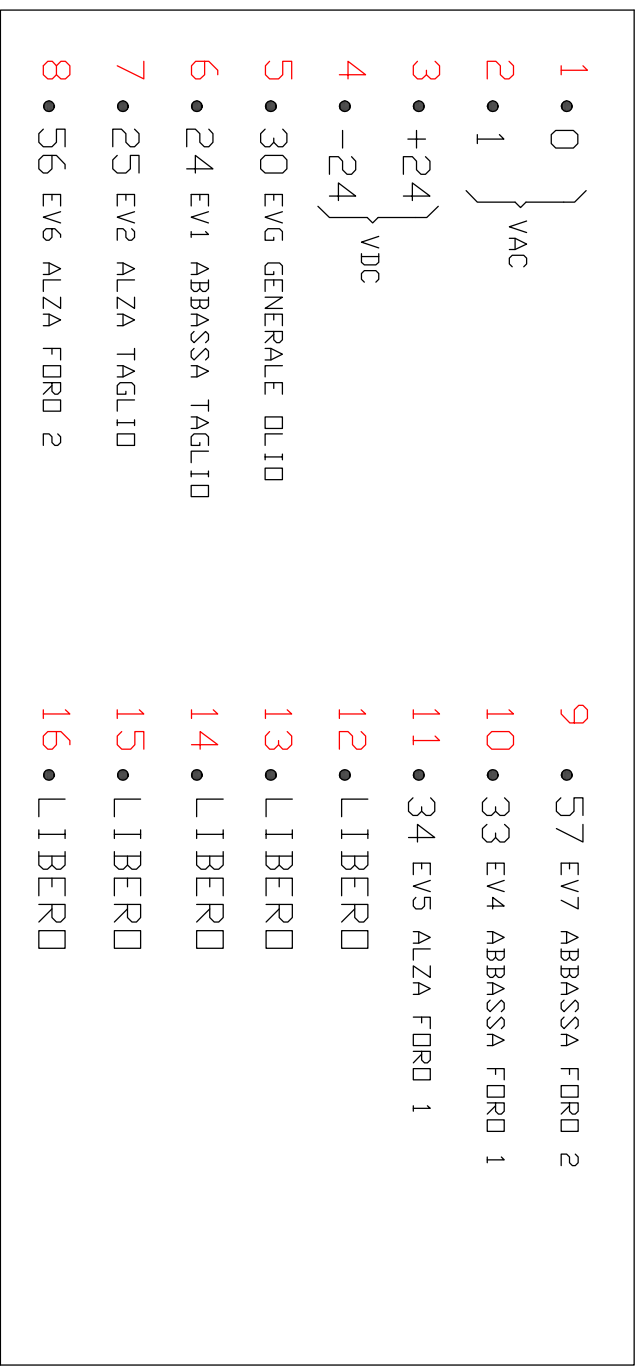 1 • 0
2 • 1
VAC
3 • +24
4 • -24
VDC
5 • 30 EVG GENERALE OLIO
6 • 24 EV1 ABBASSA TAGLIO
7 • 25 EV2 ALZA TAGLIO
8 • 56 EV6 ALZA FORO 2
9 • 57 EV7 ABBASSA FORO 2
10 • 33 EV4 ABBASSA FORO 1
11 • 34 EV5 ALZA FORO 1
12 • LIBERO
13 • LIBERO
14 • LIBERO
15 • LIBERO
16 • LIBERO